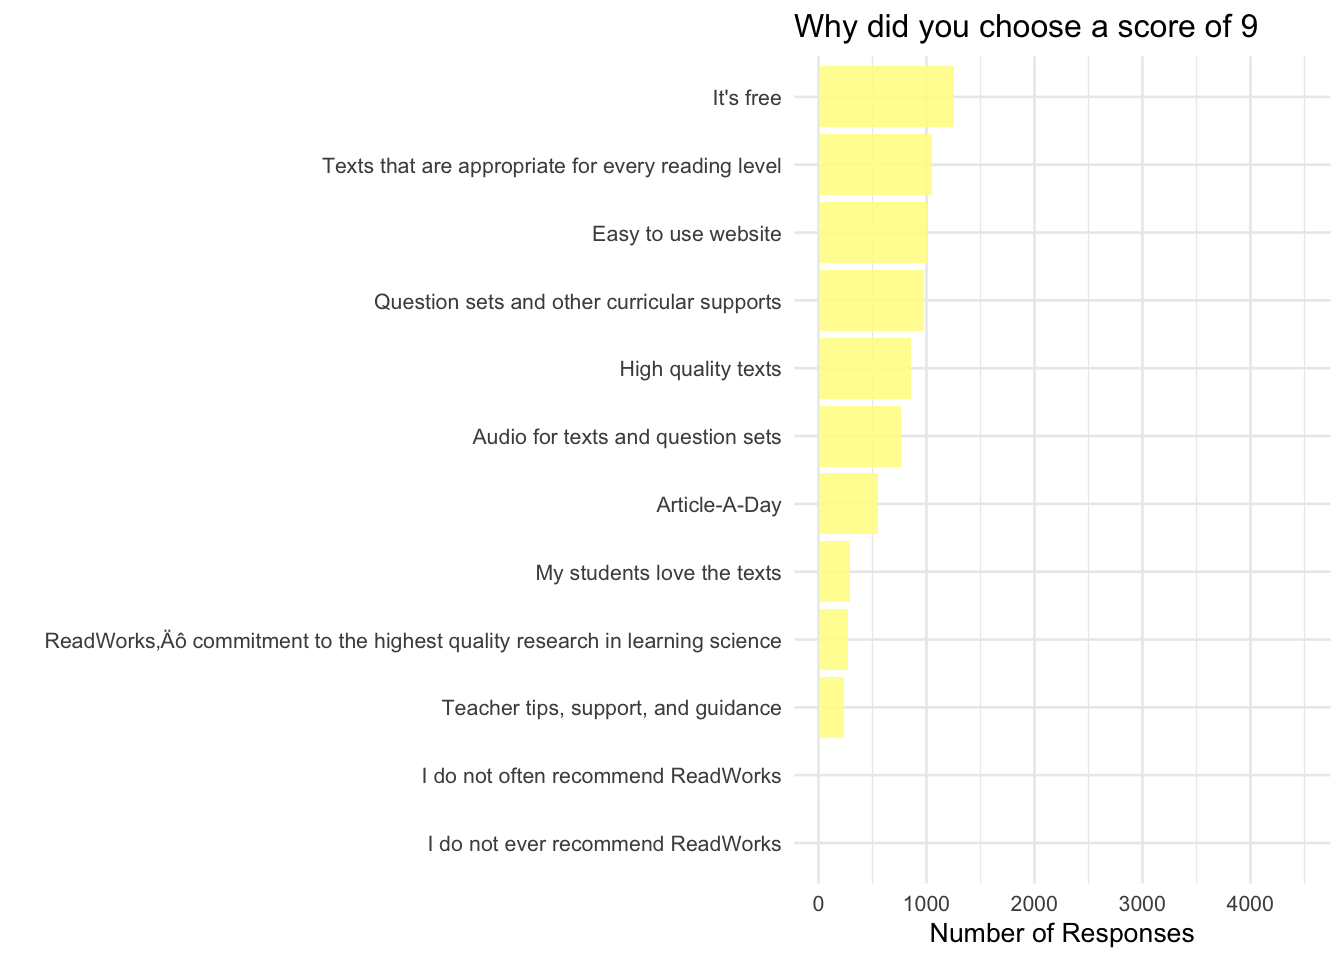 Why did you choose a score of 9
It's free
Texts that are appropriate for every reading level
Easy to use website
Question sets and other curricular supports
High quality texts
Audio for texts and question sets
Article-A-Day
My students love the texts
ReadWorks‚Äô commitment to the highest quality research in learning science
Teacher tips, support, and guidance
I do not often recommend ReadWorks
I do not ever recommend ReadWorks
0 1000 2000 3000 4000
Number of Responses